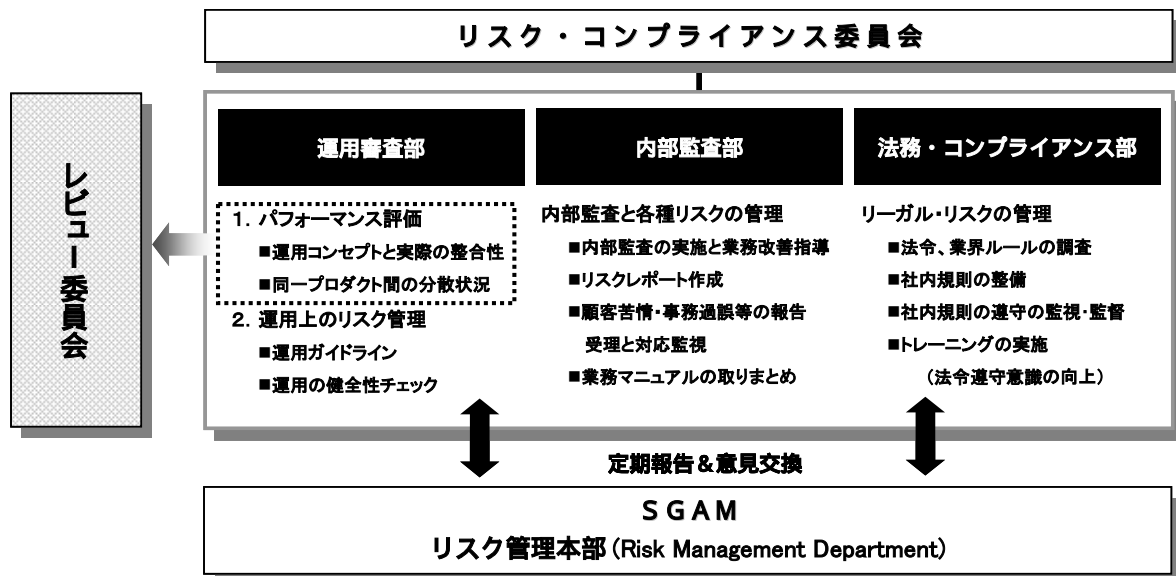 リスク・コンプライアンス委員会
レビュー委員会
運用審査部
1．パフォーマンス評価
■運用コンセプトと実際の整合性
■同一プロダクト間の分散状況
2．運用上のリスク管理
■運用ガイドライン
■運用の健全性チェック
内部監査部
内部監査と各種リスクの管理
■内部監査の実施と業務改善指導
■リスクレポート作成
■顧客苦情・事務過誤等の報告
受理と対応監視
■業務マニュアルの取りまとめ
法務・コンプライアンス部
リーガル・リスクの管理
■法令、業界ルールの調査
■社内規則の整備
■社内規則の遵守の監視・監督
■トレーニングの実施
（法令遵守意識の向上）
定期報告＆意見交換
SGAM
リスク管理本部（Risk Management Department）